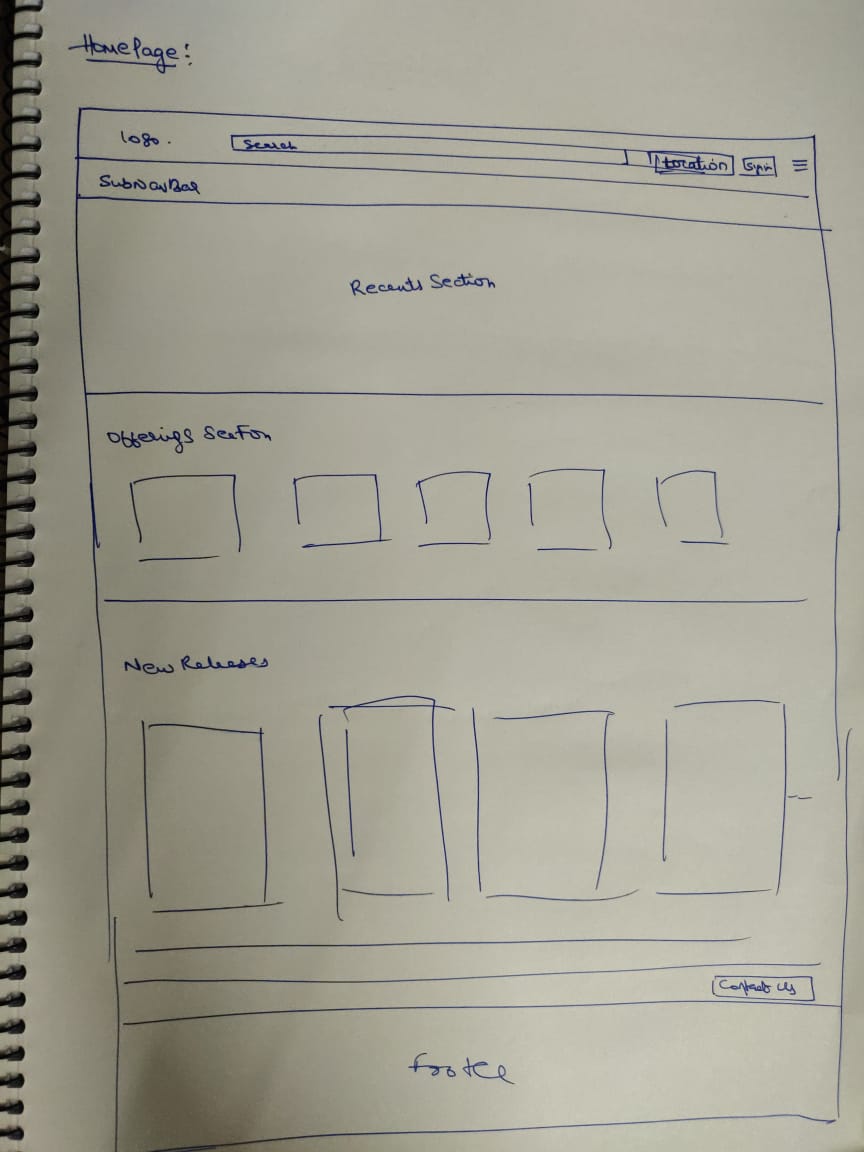 HomePage:
logo.
Search
Location
Sign
SubNavBar
Recents Section
Offerings Section
New Releases
Contact Us
Footer